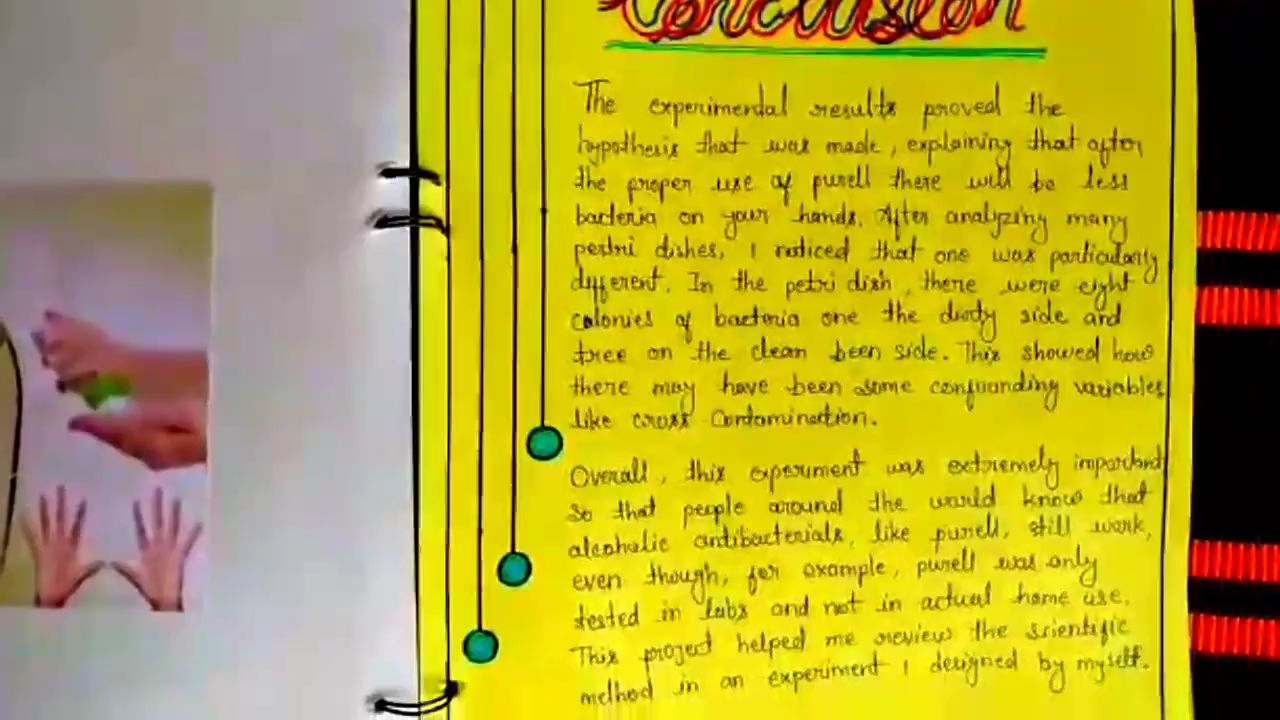 Conclusion
The experimental results proved the
hypothesis that was made, explaining that after
the proper use of purell there will be less
bacteria on your hands. After analyzing many
pestri dishes, I noticed that one was particularly
different. In the petri dish, there were eight
colonies of bacteria one the dirty side and
tree on the clean been side. This showed how
there may have been some confounding variables
like cross contamination.
Overall, this experiment was extremely important
so that people around the world know that
alcoholic antibacterials, like purell, still work,
even though, for example, purell was only
tested in labs and not in actual home use.
This project helped me review the scientific
method in an experiment I designed by myself.